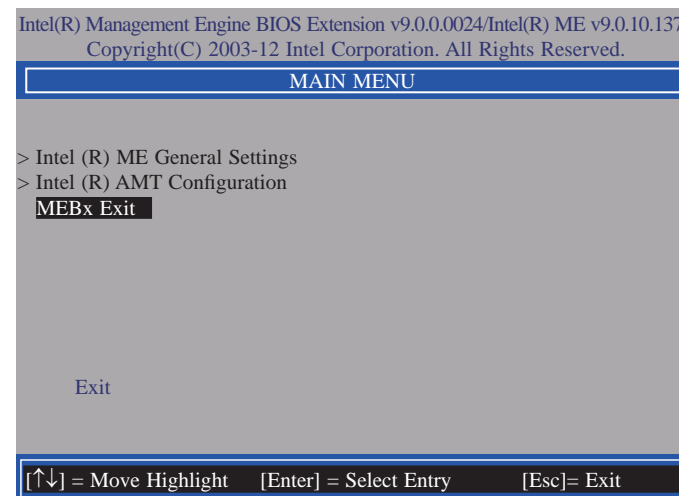 Intel(R) Management Engine BIOS Extension v9.0.0.0024/Intel(R) ME v9.0.10.137
Copyright(C) 2003-12 Intel Corporation. All Rights Reserved.
MAIN MENU
> Intel (R) ME General Settings
> Intel (R) AMT Configuration
MEBx Exit
Exit
[↑↓] = Move Highlight [Enter] = Select Entry [Esc]= Exit